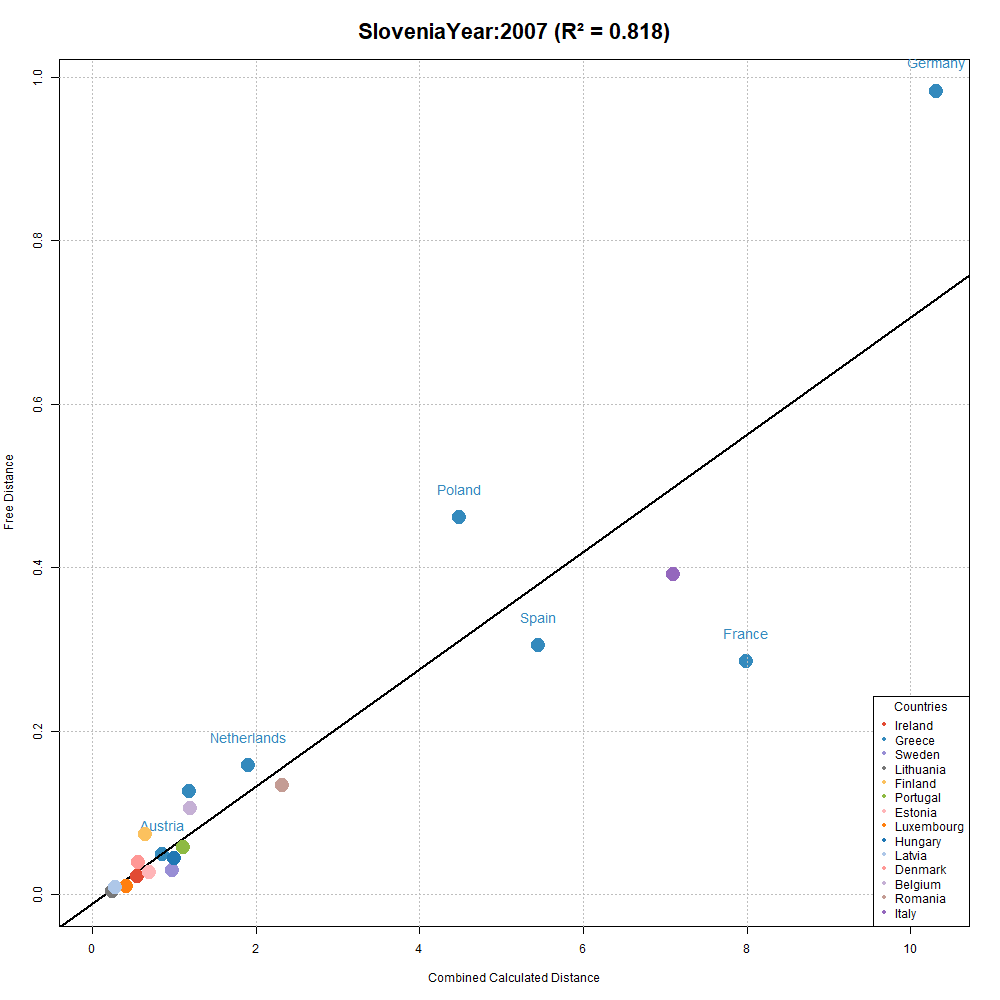 SloveniaYear:2007 (R² = 0.818)
Germany
1.0
0.8
0.6
Poland
Free Distance
0.4
Spain
France
0.2
Netherlands
Austria
0.0
Countries
Ireland
Greece
Sweden
Lithuania
Finland
Portugal
Estonia
Luxembourg
Hungary
Latvia
Denmark
Belgium
Romania
Italy
0 2 4 6 8 10
Combined Calculated Distance